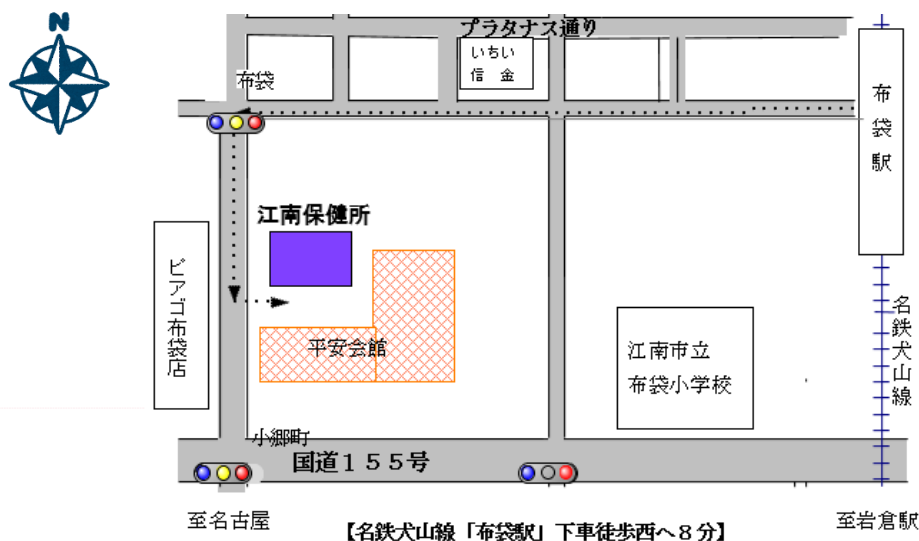 N
プラタナス通り
いちい
信 金
布袋
布袋駅
江南保健所
ピアゴ布袋店
平安会館
江南市立
布袋小学校
名鉄犬山線
小郷町
国道155号
至名古屋
至岩倉駅
【名鉄犬山線「布袋駅」下車徒歩西へ8分】